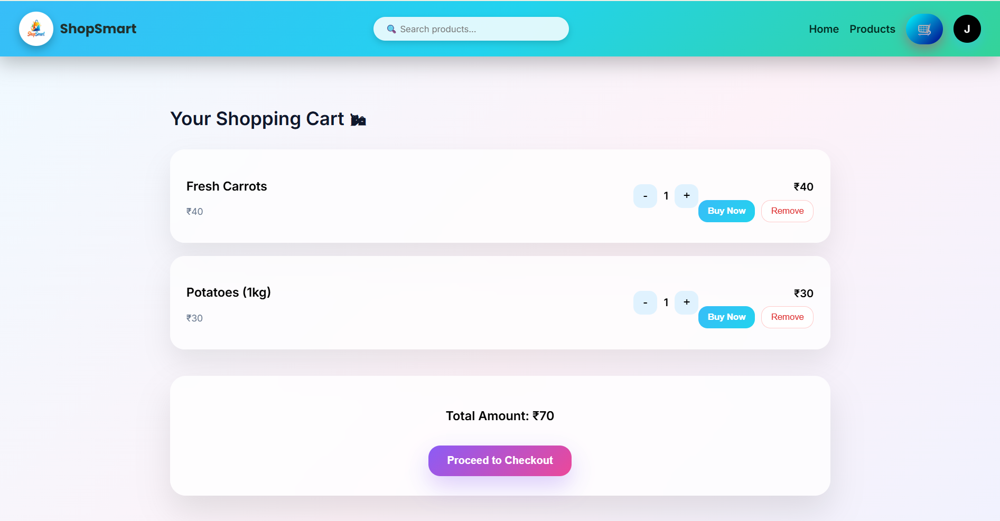 ShopSmart
ShopSmart
Search products...
Home
Products
J
Your Shopping Cart
Fresh Carrots
₹40
- 1 +
₹40
Buy Now
Remove
Potatoes (1kg)
₹30
- 1 +
₹30
Buy Now
Remove
Total Amount: ₹70
Proceed to Checkout